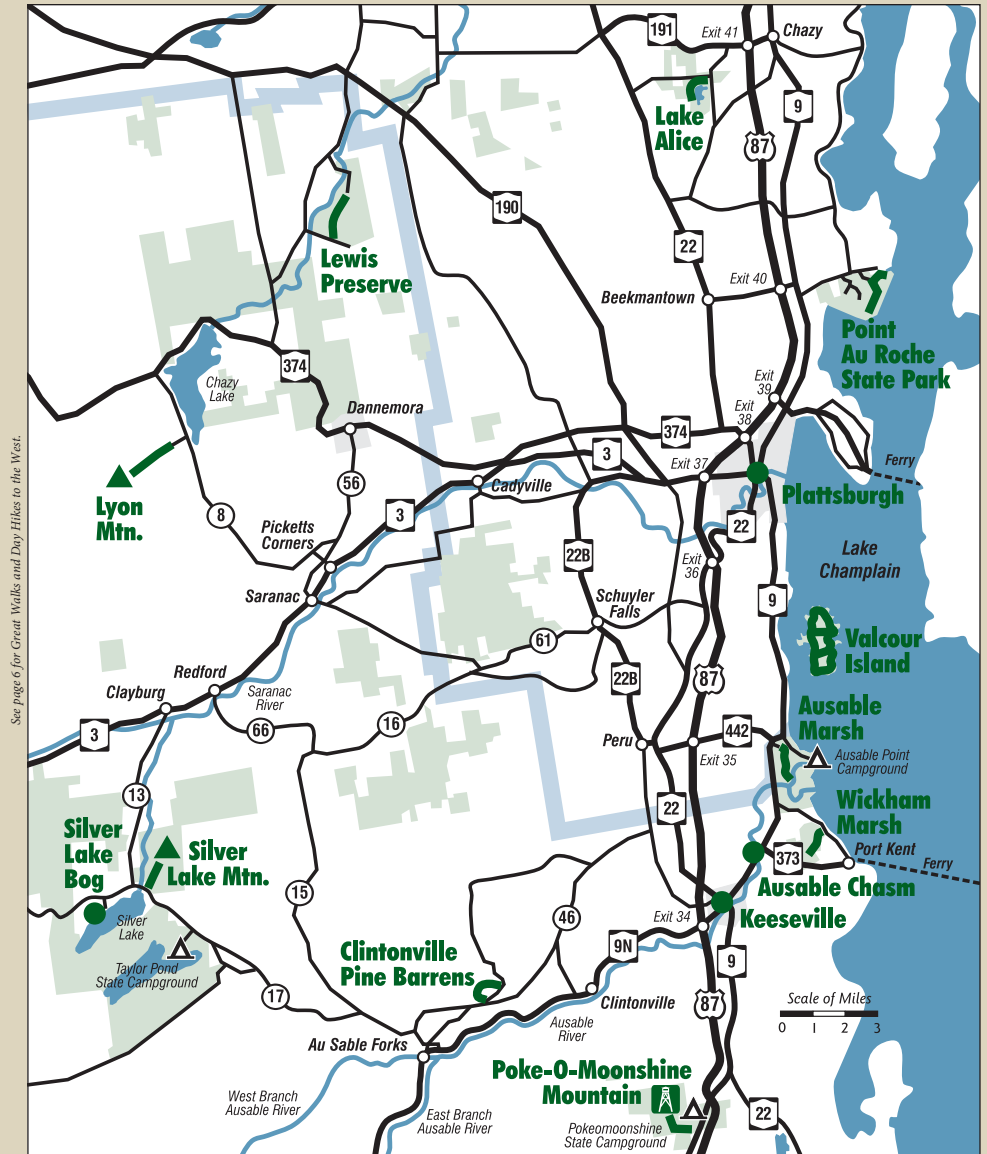 191
Exit 41
Chazy
Lake
Alice
9
87
190
Lewis
Preserve
22
Exit 40
Beekmantown
Point
Au Roche
State Park
374
Chazy
Lake
Exit
39
Dannemora
Exit
38
374
3
Exit 37
Ferry
Lyon
Mtn.
56
Cadyville
Plattsburgh
8
3
22
Picketts
Corners
22B
Exit
36
Lake
Champlain
Saranac
Schuyler
Falls
9
61
Valcour
Island
Redford
Saranac
River
22B
87
Clayburg
Ausable
Marsh
3
66
16
Peru
442
Exit 35
Ausable Point
Campground
13
22
Wickham
Marsh
Silver
Lake
Bog
Silver
Lake Mtn.
373
Port Kent
Ferry
15
Ausable Chasm
Keeseville
46
Exit 34
Silver
Lake
9N
9
Taylor Pond
State Campground
Clintonville
Pine Barrens
17
Clintonville
87
Scale of Miles
0 1 2 3
Ausable
River
Au Sable Forks
Poke-O-Moonshine
Mountain
West Branch
Ausable River
East Branch
Ausable River
Pokeomoonshine
State Campground
22
See page 6 for Great Walks and Day Hikes to the West.